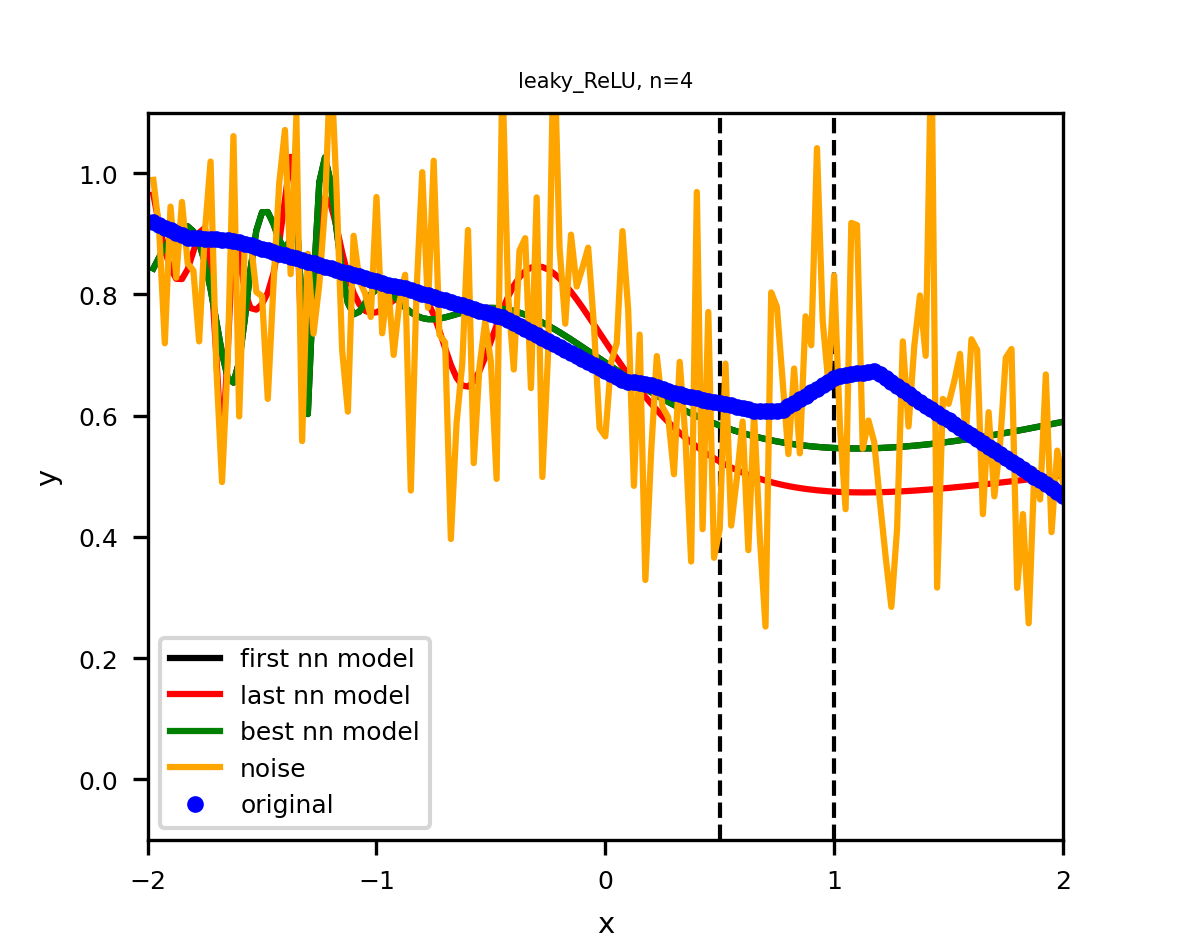 leaky_ReLU, n=4
y
1.0
0.8
0.6
0.4
0.2
0.0
first nn model
last nn model
best nn model
noise
original
−2
−1
0
1
2
x